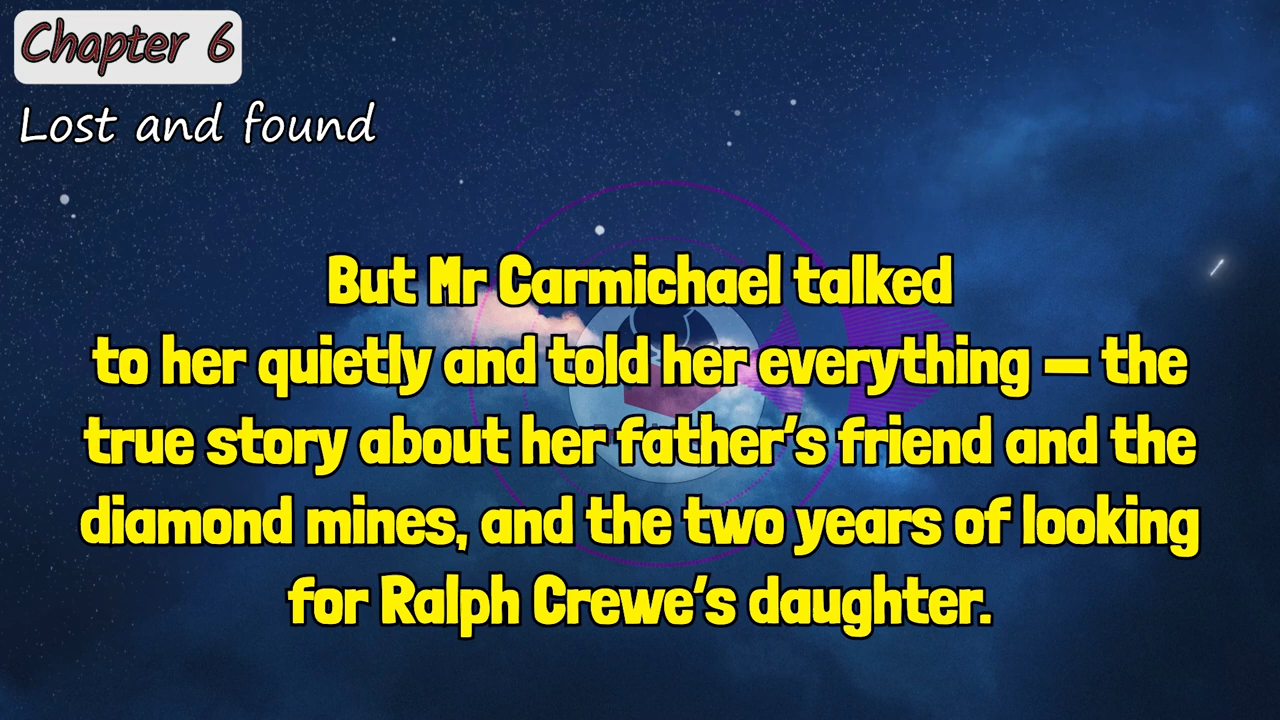 Chapter 6
Lost and found
But Mr Carmichael talked
to her quietly and told her everything — the
true story about her father's friend and the
diamond mines, and the two years of looking
for Ralph Crewe's daughter.